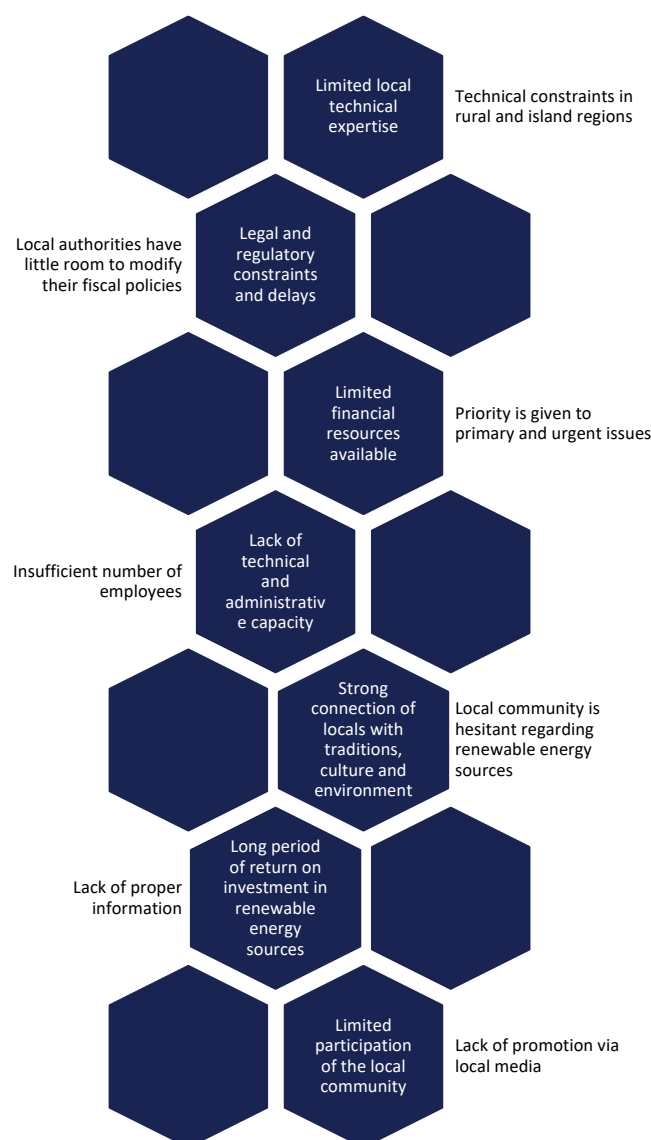 Limited local
technical
expertise
Technical constraints in
rural and island regions
Local authorities have
little room to modify
their fiscal policies
Legal and
regulatory
constraints
and delays
Limited
financial
resources
available
Priority is given to
primary and urgent issues
Insufficient number of
employees
Lack of
technical
and
administrativ
e capacity
Strong
connection of
locals with
traditions,
culture and
environment
Local community is
hesitant regarding
renewable energy
sources
Lack of proper
information
Long period
of return on
investment in
renewable
energy
sources
Limited
participation
of the local
community
Lack of promotion via
local media